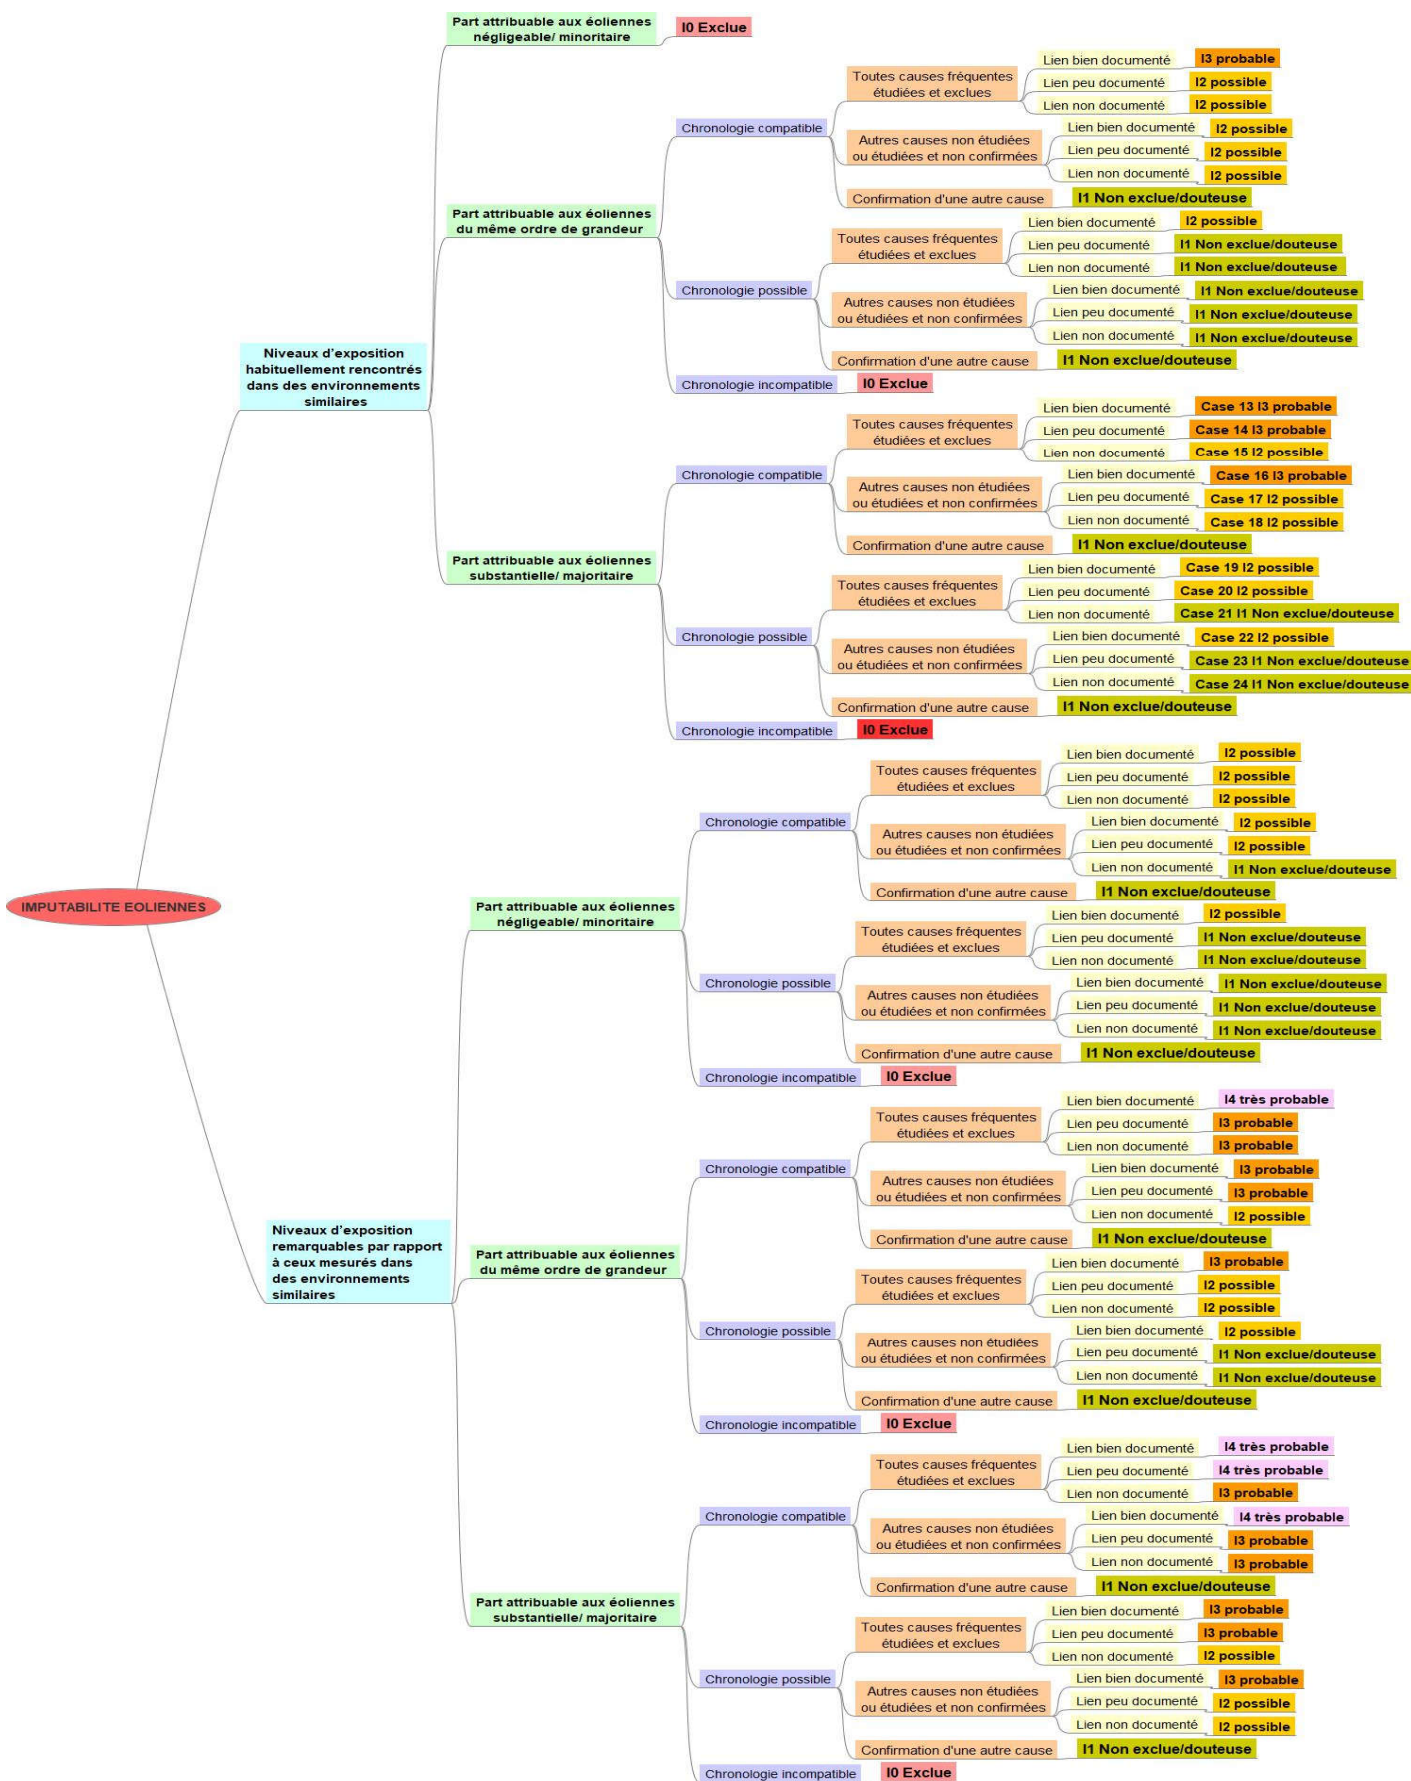 Part attribuable aux éoliennes
négligeable/ minoritaire
I0 Exclue
Lien bien documenté
I3 probable
Toutes causes fréquentes
étudiées et exclues
Lien peu documenté
I2 possible
Lien non documenté
I2 possible
Chronologie compatible
Lien bien documenté
I2 possible
Autres causes non étudiées
ou étudiées et non confirmées
Lien peu documenté
I2 possible
Lien non documenté
I2 possible
Confirmation d'une autre cause
I1 Non exclue/douteuse
Part attribuable aux éoliennes
du même ordre de grandeur
Lien bien documenté
I2 possible
Toutes causes fréquentes
étudiées et exclues
Lien peu documenté
I1 Non exclue/douteuse
Lien non documenté
I1 Non exclue/douteuse
Chronologie possible
Lien bien documenté
I1 Non exclue/douteuse
Autres causes non étudiées
ou étudiées et non confirmées
Lien peu documenté
I1 Non exclue/douteuse
Lien non documenté
I1 Non exclue/douteuse
Confirmation d'une autre cause
I1 Non exclue/douteuse
Niveaux d'exposition
habituellement rencontrés
dans des environnements
similaires
Chronologie incompatible
I0 Exclue
Lien bien documenté
Case 13 I3 probable
Toutes causes fréquentes
étudiées et exclues
Lien peu documenté
Case 14 I3 probable
Lien non documenté
Case 15 I2 possible
Chronologie compatible
Lien bien documenté
Case 16 I3 probable
Autres causes non étudiées
ou étudiées et non confirmées
Lien peu documenté
Case 17 I2 possible
Lien non documenté
Case 18 I2 possible
Confirmation d'une autre cause
I1 Non exclue/douteuse
Part attribuable aux éoliennes
substantielle/ majoritaire
Lien bien documenté
Case 19 I2 possible
Toutes causes fréquentes
étudiées et exclues
Lien peu documenté
Case 20 I2 possible
Lien non documenté
Case 21 I1 Non exclue/douteuse
Chronologie possible
Lien bien documenté
Case 22 I2 possible
Autres causes non étudiées
ou étudiées et non confirmées
Lien peu documenté
Case 23 I1 Non exclue/douteuse
Lien non documenté
Case 24 I1 Non exclue/douteuse
Confirmation d'une autre cause
I1 Non exclue/douteuse
Chronologie incompatible
I0 Exclue
IMPUTABILITE EOLIENNES
Lien bien documenté
I2 possible
Toutes causes fréquentes
étudiées et exclues
Lien peu documenté
I2 possible
Lien non documenté
I2 possible
Chronologie compatible
Lien bien documenté
I2 possible
Autres causes non étudiées
ou étudiées et non confirmées
Lien peu documenté
I2 possible
Lien non documenté
I1 Non exclue/douteuse
Confirmation d'une autre cause
I1 Non exclue/douteuse
Part attribuable aux éoliennes
négligeable/ minoritaire
Lien bien documenté
I2 possible
Toutes causes fréquentes
étudiées et exclues
Lien peu documenté
I1 Non exclue/douteuse
Lien non documenté
I1 Non exclue/douteuse
Chronologie possible
Lien bien documenté
I1 Non exclue/douteuse
Autres causes non étudiées
ou étudiées et non confirmées
Lien peu documenté
I1 Non exclue/douteuse
Lien non documenté
I1 Non exclue/douteuse
Confirmation d'une autre cause
I1 Non exclue/douteuse
Chronologie incompatible
I0 Exclue
Lien bien documenté
I4 très probable
Toutes causes fréquentes
étudiées et exclues
Lien peu documenté
I3 probable
Lien non documenté
I3 probable
Chronologie compatible
Lien bien documenté
I3 probable
Autres causes non étudiées
ou étudiées et non confirmées
Lien peu documenté
I3 probable
Lien non documenté
I2 possible
Confirmation d'une autre cause
I1 Non exclue/douteuse
Niveaux d'exposition
remarquables par rapport
à ceux mesurés dans
des environnements
similaires
Part attribuable aux éoliennes
du même ordre de grandeur
Lien bien documenté
I3 probable
Toutes causes fréquentes
étudiées et exclues
Lien peu documenté
I2 possible
Lien non documenté
I2 possible
Chronologie possible
Lien bien documenté
I2 possible
Autres causes non étudiées
ou étudiées et non confirmées
Lien peu documenté
I1 Non exclue/douteuse
Lien non documenté
I1 Non exclue/douteuse
Confirmation d'une autre cause
I1 Non exclue/douteuse
Chronologie incompatible
I0 Exclue
Lien bien documenté
I4 très probable
Toutes causes fréquentes
étudiées et exclues
Lien peu documenté
I4 très probable
Lien non documenté
I3 probable
Chronologie compatible
Lien bien documenté
I4 très probable
Autres causes non étudiées
ou étudiées et non confirmées
Lien peu documenté
I3 probable
Lien non documenté
I3 probable
Confirmation d'une autre cause
I1 Non exclue/douteuse
Part attribuable aux éoliennes
substantielle/ majoritaire
Lien bien documenté
I3 probable
Toutes causes fréquentes
étudiées et exclues
Lien peu documenté
I3 probable
Lien non documenté
I2 possible
Chronologie possible
Lien bien documenté
I3 probable
Autres causes non étudiées
ou étudiées et non confirmées
Lien peu documenté
I2 possible
Lien non documenté
I2 possible
Confirmation d'une autre cause
I1 Non exclue/douteuse
Chronologie incompatible
I0 Exclue